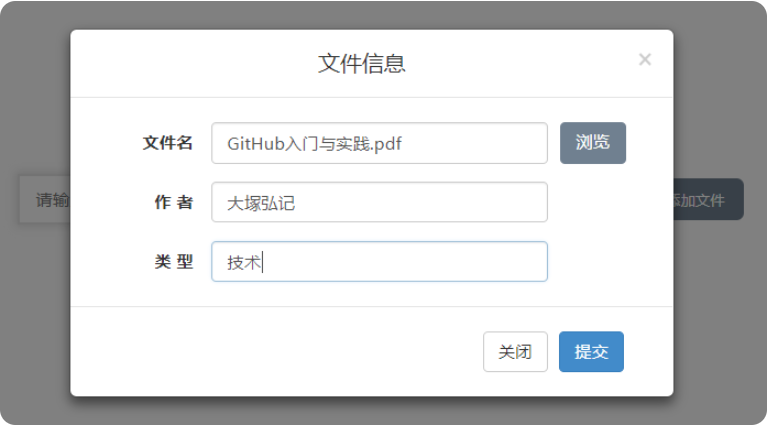 文件信息 ×
文件名 GitHub入门与实践.pdf 浏览
作 者 大塚弘记
请输 添加文件
类 型 技术
关闭 提交